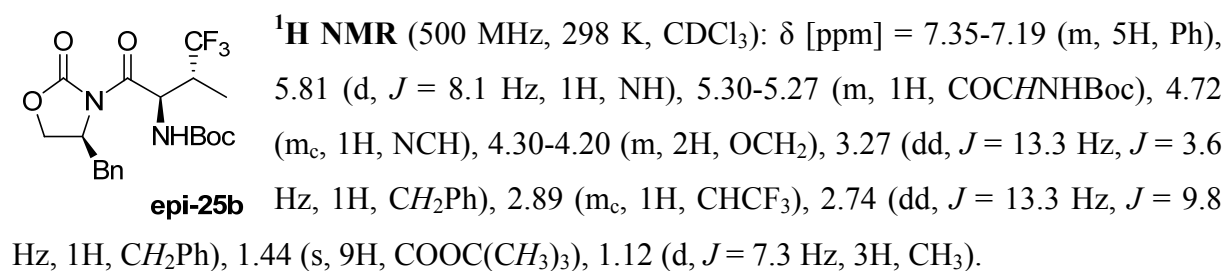 O O CF₃
O N
NHBoc
Bn
epi-25b
¹H NMR (500 MHz, 298 K, CDCl₃): δ [ppm] = 7.35-7.19 (m, 5H, Ph),
5.81 (d, J = 8.1 Hz, 1H, NH), 5.30-5.27 (m, 1H, COCHNHBoc), 4.72
(m꜀, 1H, NCH), 4.30-4.20 (m, 2H, OCH₂), 3.27 (dd, J = 13.3 Hz, J = 3.6
Hz, 1H, CH₂Ph), 2.89 (m꜀, 1H, CHCF₃), 2.74 (dd, J = 13.3 Hz, J = 9.8
Hz, 1H, CH₂Ph), 1.44 (s, 9H, COOC(CH₃)₃), 1.12 (d, J = 7.3 Hz, 3H, CH₃).